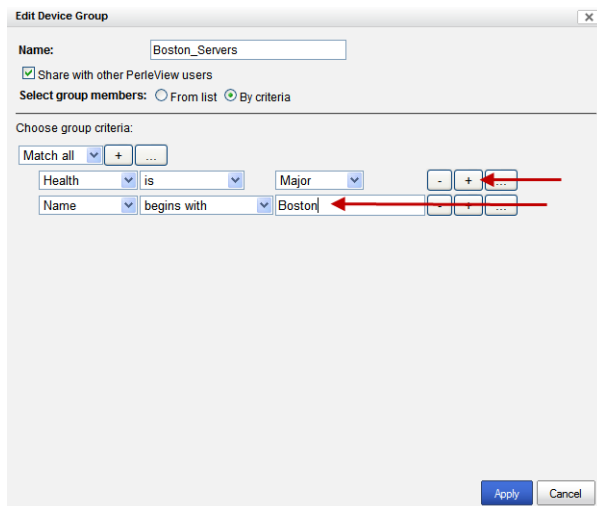 Edit Device Group
Name: Boston_Servers
Share with other PerleView users
Select group members: From list By criteria
Choose group criteria:
Match all + ...
Health is Major - + ...
Name begins with Boston - + ...
Apply Cancel